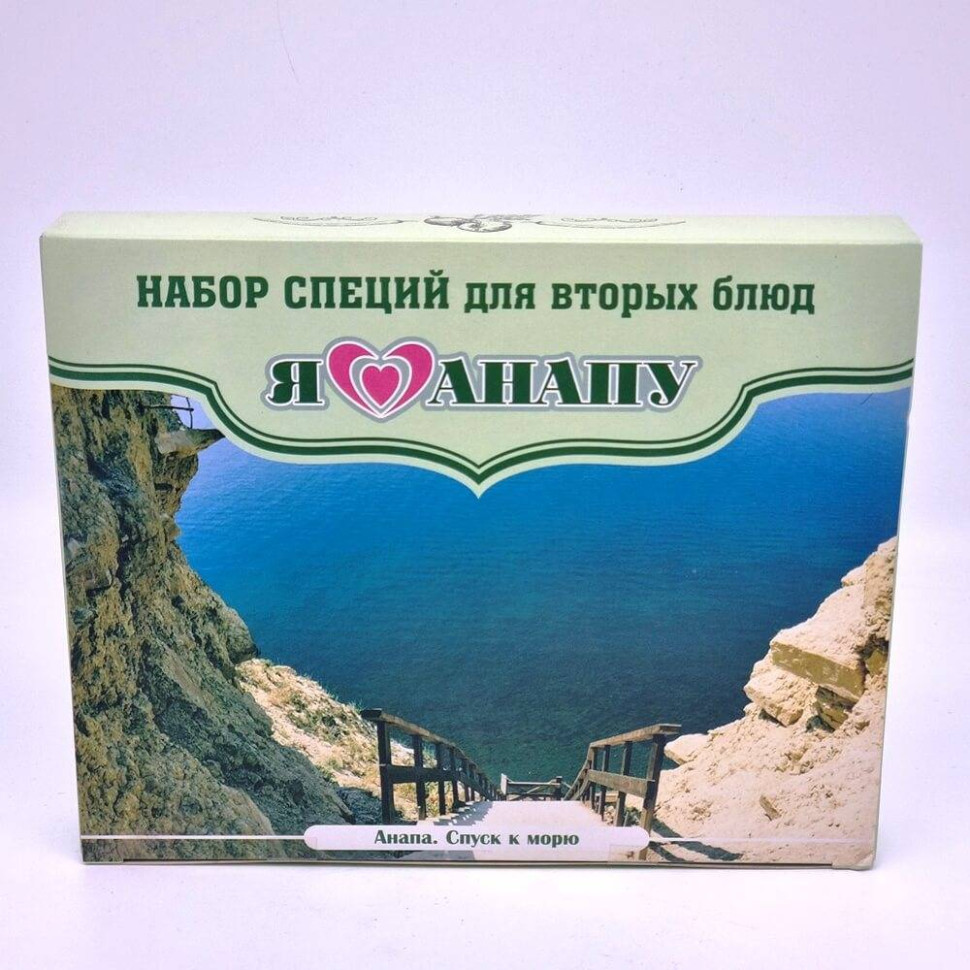 НАБОР СПЕЦИЙ для вторых блюд
Я АНАПУ
Анапа. Спуск к морю